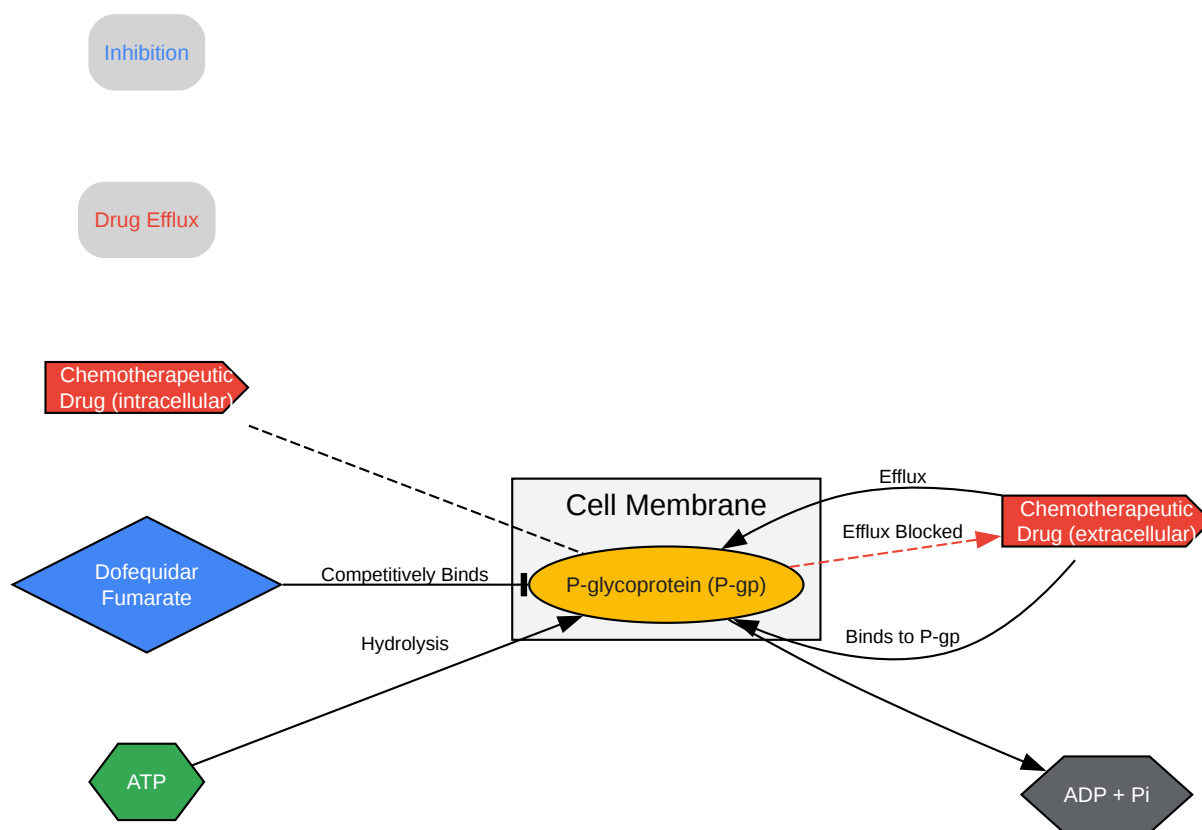 Inhibition
Drug Efflux
Chemotherapeutic
Drug (intracellular)
Cell Membrane
Efflux
Chemotherapeutic
Drug (extracellular)
Efflux Blocked
Dofequidar
Fumarate
Competitively Binds
P-glycoprotein (P-gp)
Hydrolysis
Binds to P-gp
ATP
ADP + Pi